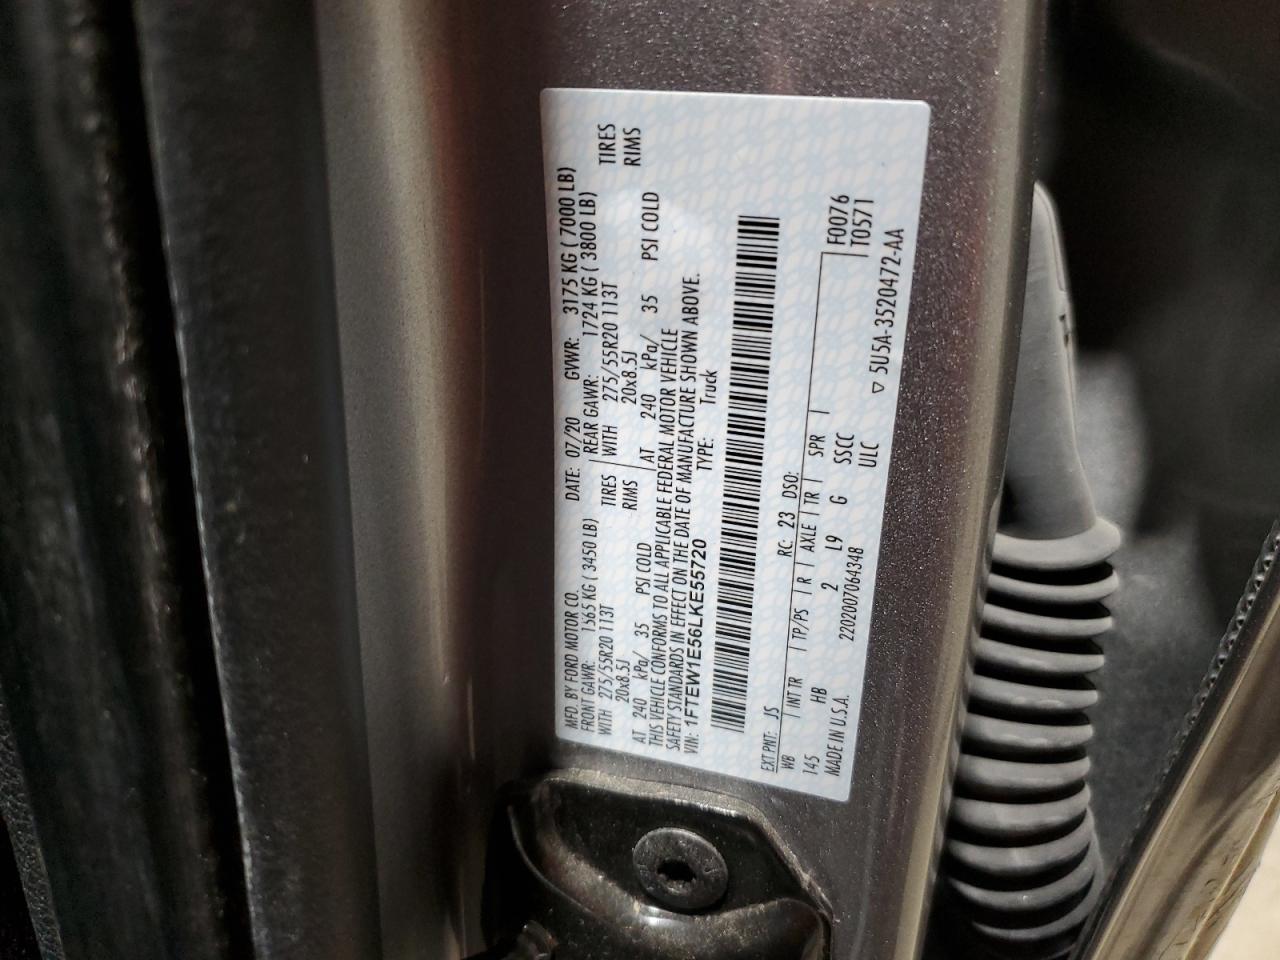 MFD. BY FORD MOTOR CO. DATE: 07/20 GVWR: 3175 KG ( 7000 LB)
FRONT GAWR: 1565 KG ( 3450 LB) REAR GAWR: 1724 KG ( 3800 LB)
WITH 275/55R20 113T TIRES WITH 275/55R20 113T TIRES
20x8.5J RIMS 20x8.5J RIMS
AT 240 kPa/ 35 PSI COLD AT 240 kPa/ 35 PSI COLD
THIS VEHICLE CONFORMS TO ALL APPLICABLE FEDERAL MOTOR VEHICLE
SAFETY STANDARDS IN EFFECT ON THE DATE OF MANUFACTURE SHOWN ABOVE.
VIN: 1FTEW1E56LKE55720 TYPE: Truck
EXT PNT: JS RC: 23 DSO: F0076
WB INT TR TP/PS R AXLE TR SPR T0571
145 HB 2 L9 G SSCC
MADE IN U.S.A. 2202007064348 ULC
▽ 5U5A-3520472-AA